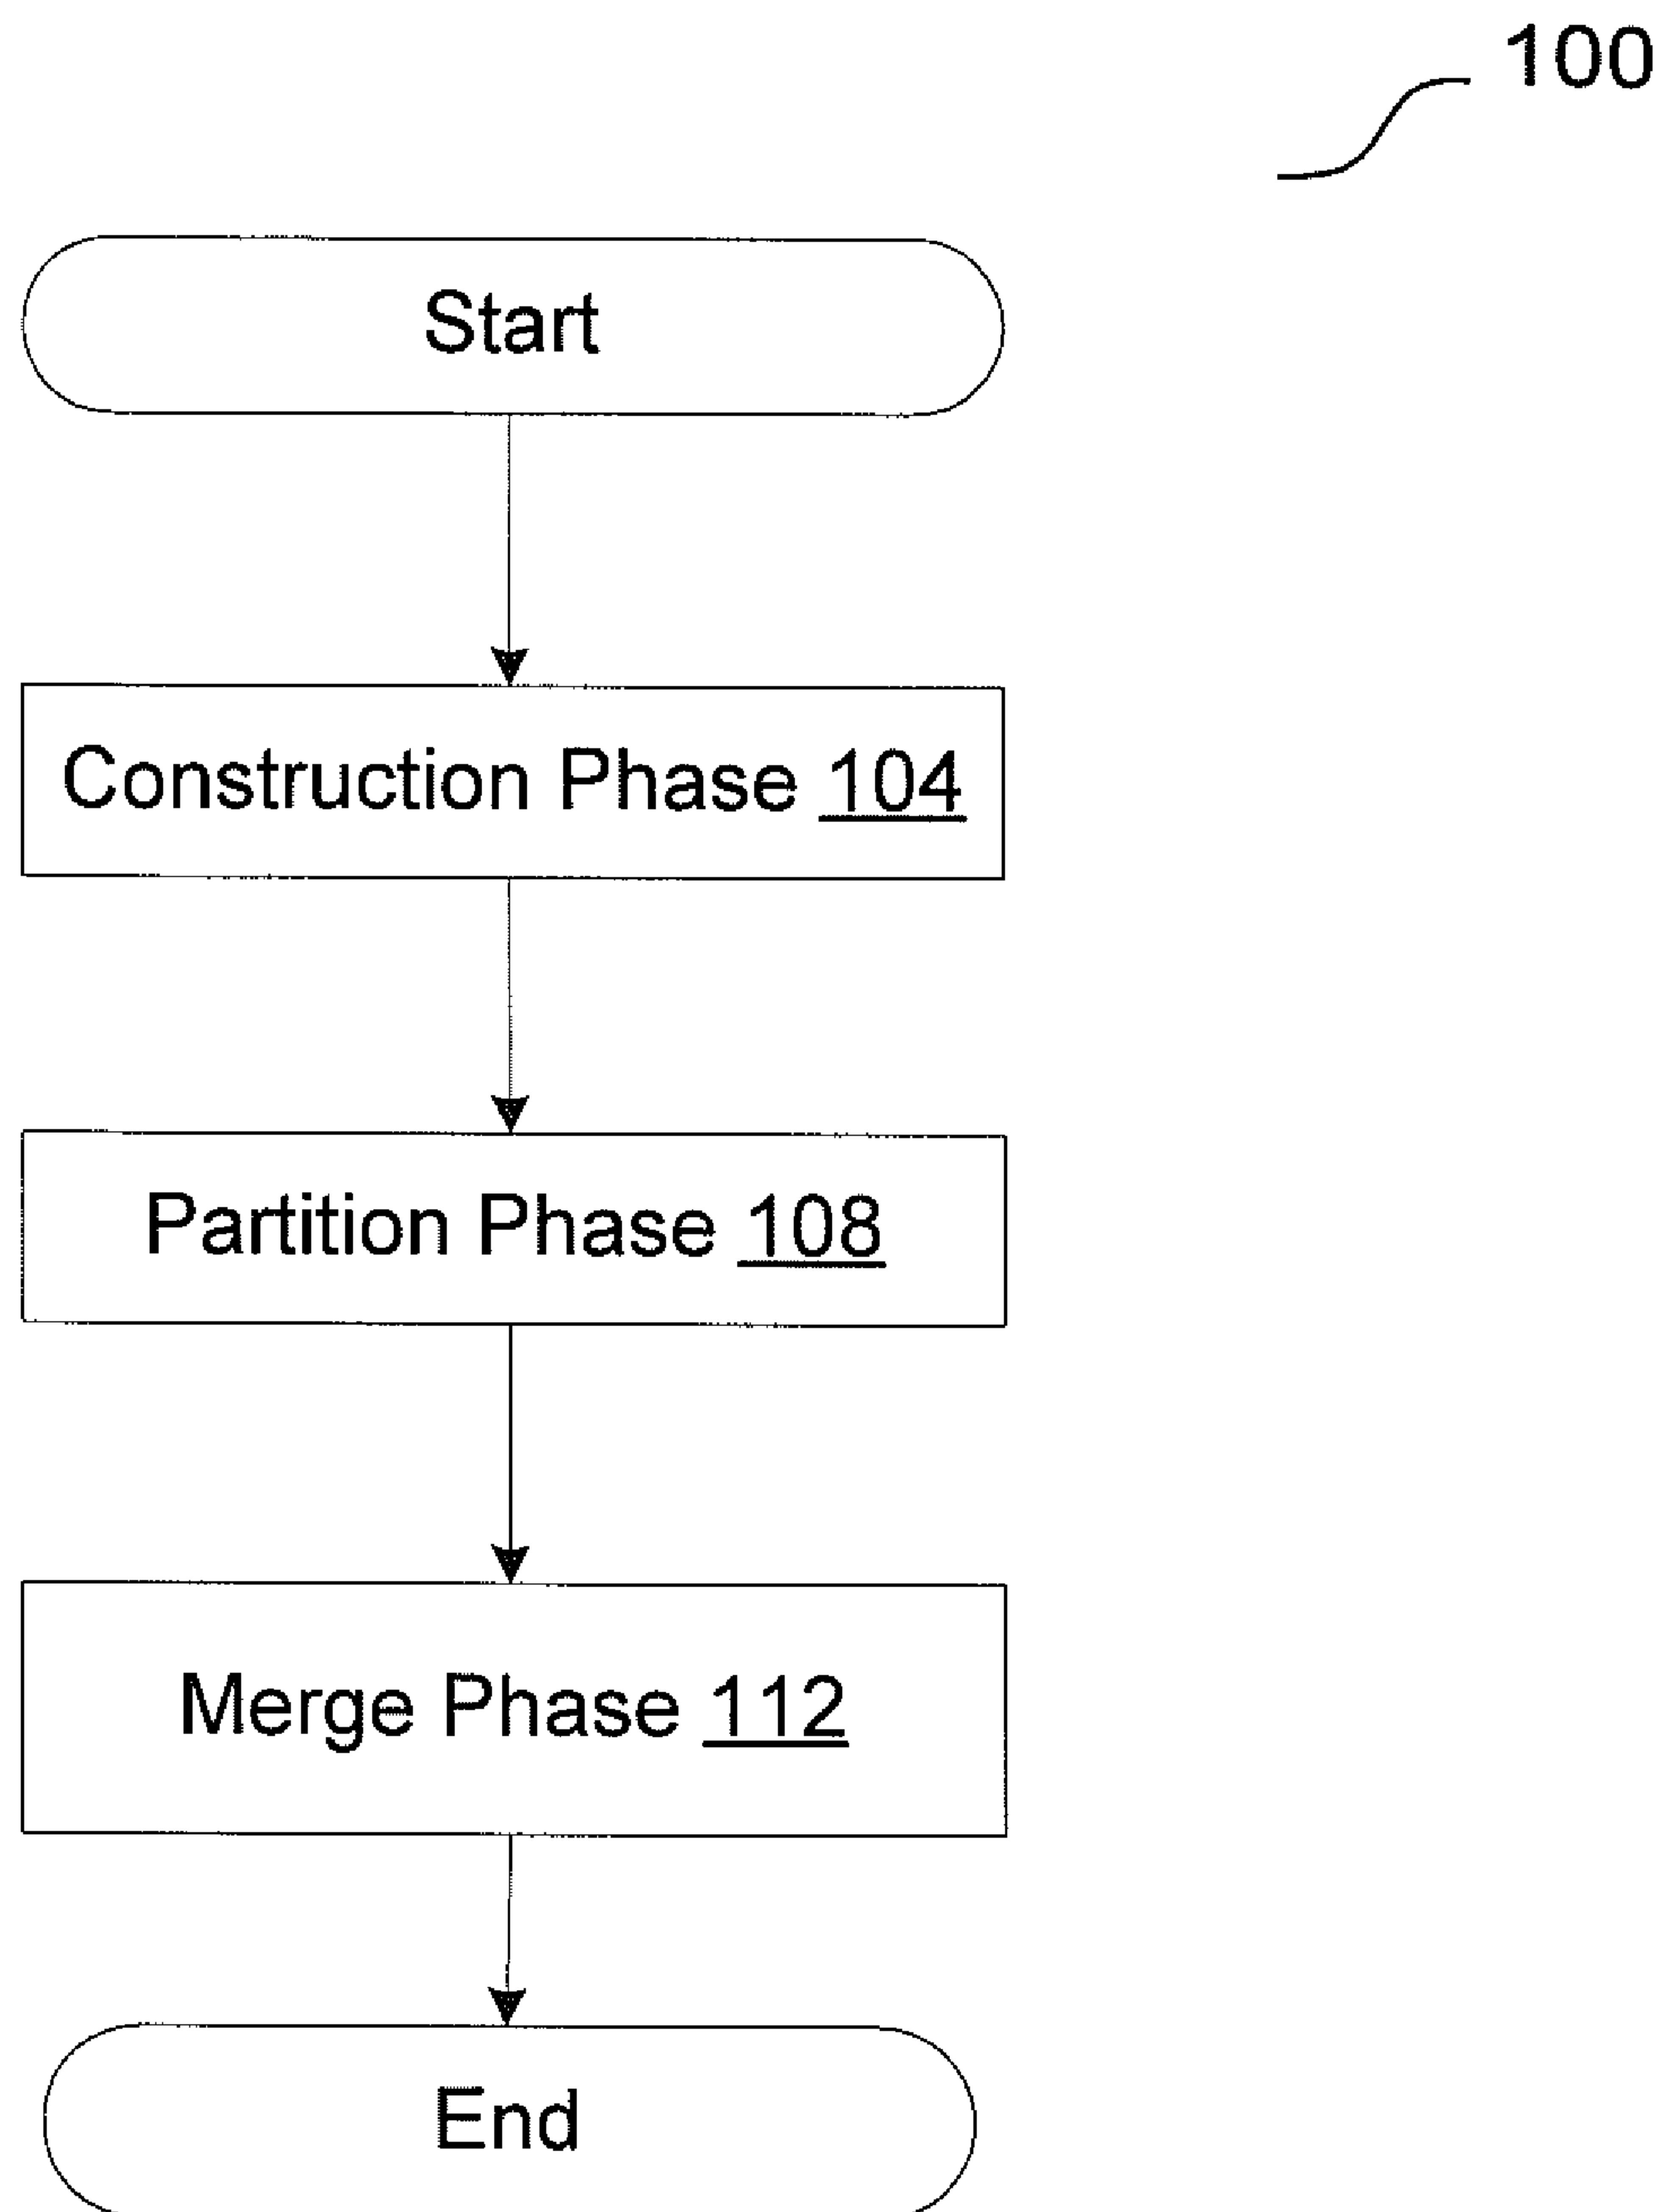 100
Start
Construction Phase 104
Partition Phase 108
Merge Phase 112
End